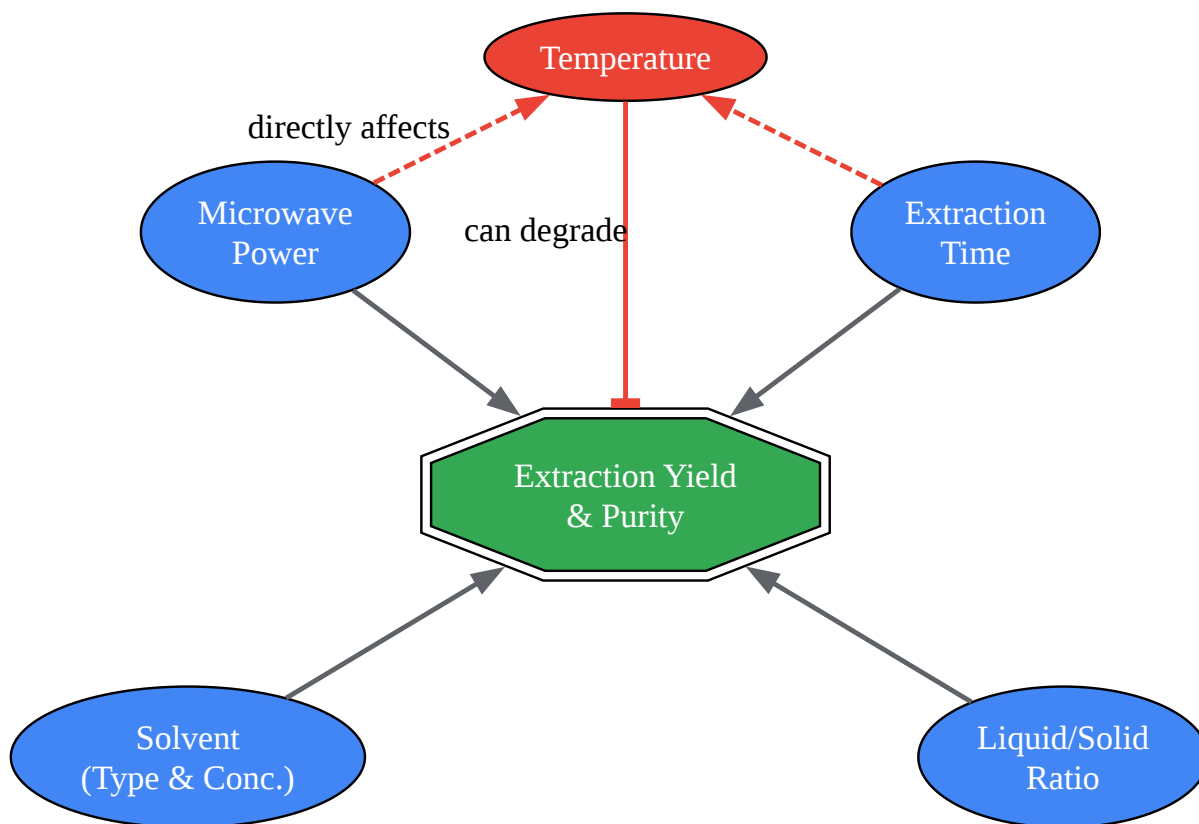 Temperature
directly affects
Microwave
Power
Extraction
Time
can degrade
Extraction Yield
& Purity
Solvent
(Type & Conc.)
Liquid/Solid
Ratio